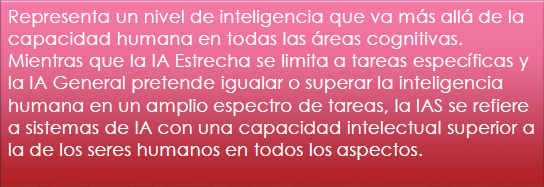 Representa un nivel de inteligencia que va más allá de la
capacidad humana en todas las áreas cognitivas.
Mientras que la IA Estrecha se limita a tareas específicas y
la IA General pretende igualar o superar la inteligencia
humana en un amplio espectro de tareas, la IAS se refiere
a sistemas de IA con una capacidad intelectual superior a
la de los seres humanos en todos los aspectos.